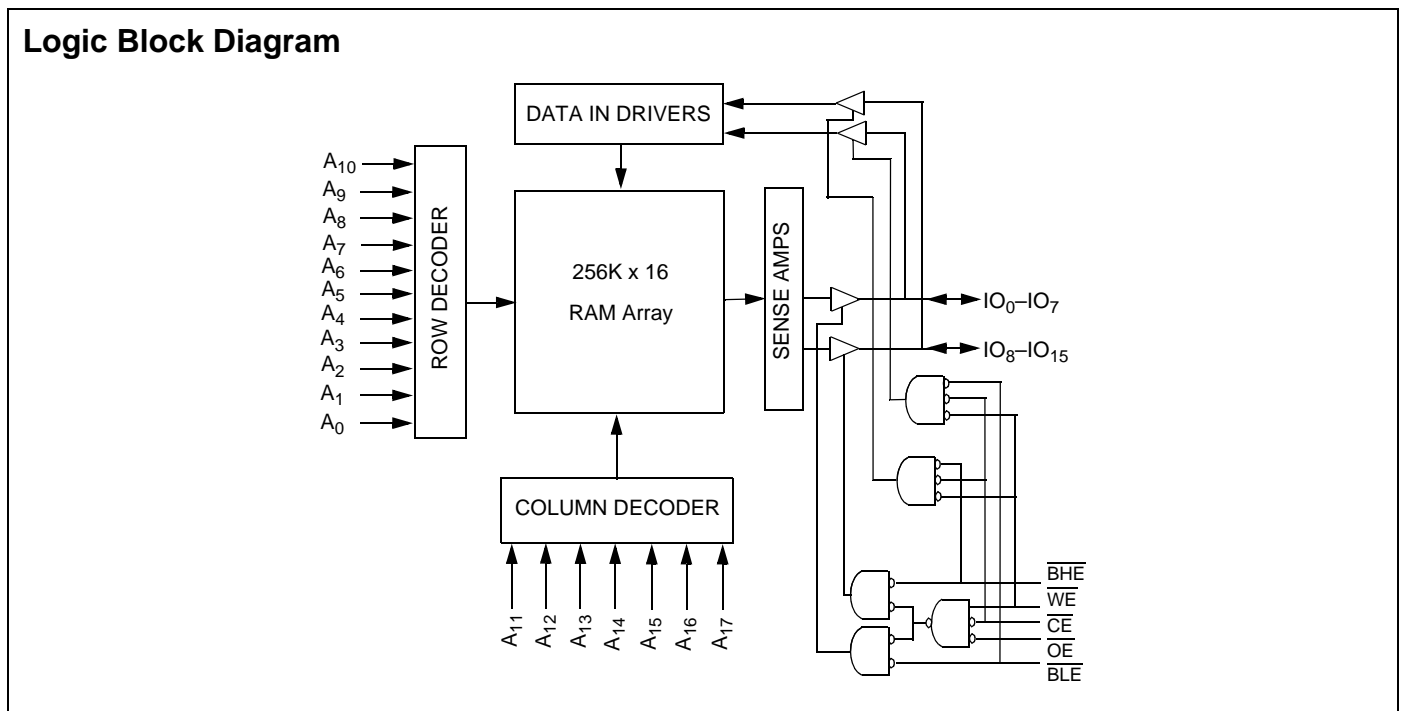 Logic Block Diagram
DATA IN DRIVERS
A10
A9
A8
A7
A6
A5
A4
A3
A2
A1
A0
ROW DECODER
256K x 16
RAM Array
SENSE AMPS
IO0–IO7
IO8–IO15
COLUMN DECODER
A11
A12
A13
A14
A15
A16
A17
BHE
WE
CE
OE
BLE